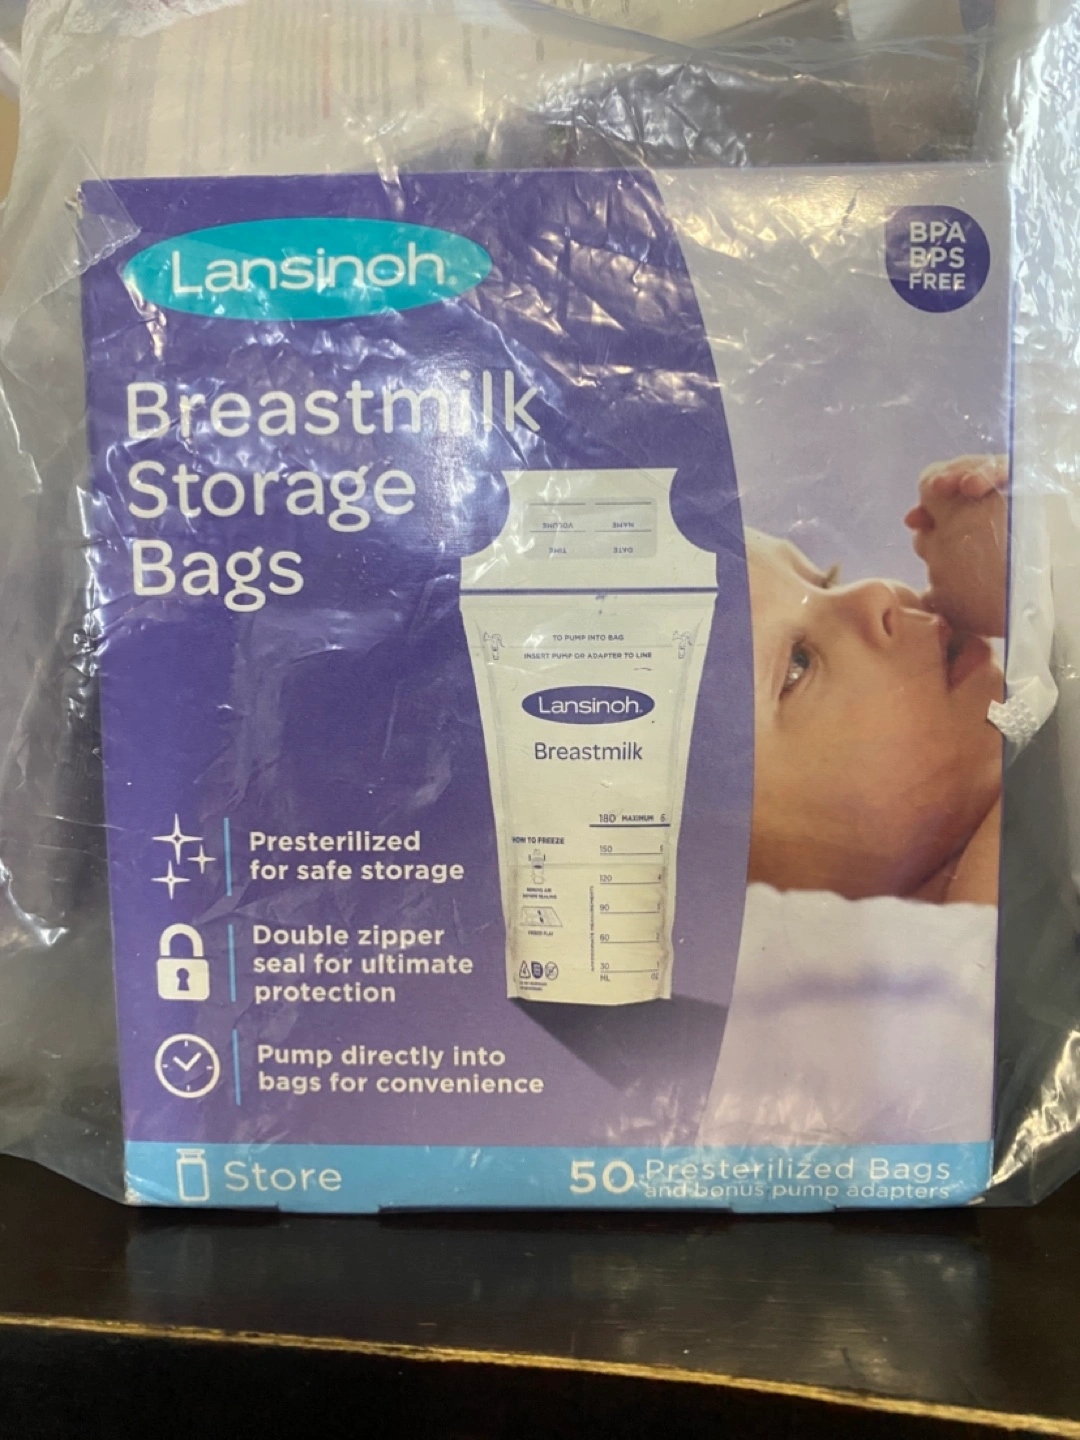 Lansinoh®
BPA
BPS
FREE
Breastmilk
Storage
Bags
VOLUME NAME
TIME DATE
TO PUMP INTO BAG
INSERT PUMP OR ADAPTER TO LINE
Lansinoh®
Breastmilk
180 MAXIMUM 6
HOW TO FREEZE
150 5
120 4
90
60 2
30 1
ML OZ
Presterilized
for safe storage
Double zipper
seal for ultimate
protection
Pump directly into
bags for convenience
Store
50 Presterilized Bags
and bonus pump adapters